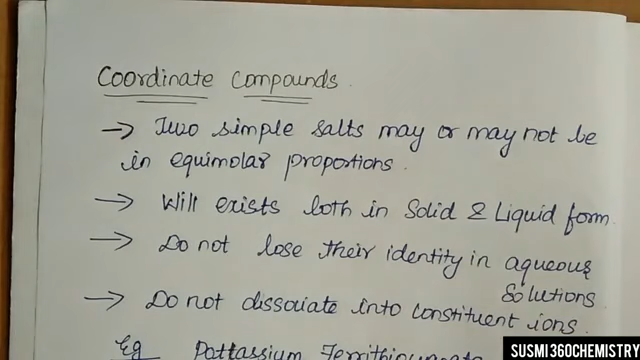 Coordinate Compounds.
→ Two simple salts may or may not be
in equimolar proportions.
→ Will exists both in Solid & Liquid form.
→ Do not lose their identity in aqueous
Solutions.
→ Do not dissociate into constituent ions.
Eg Pottassium
SUSMI360CHEMISTRY